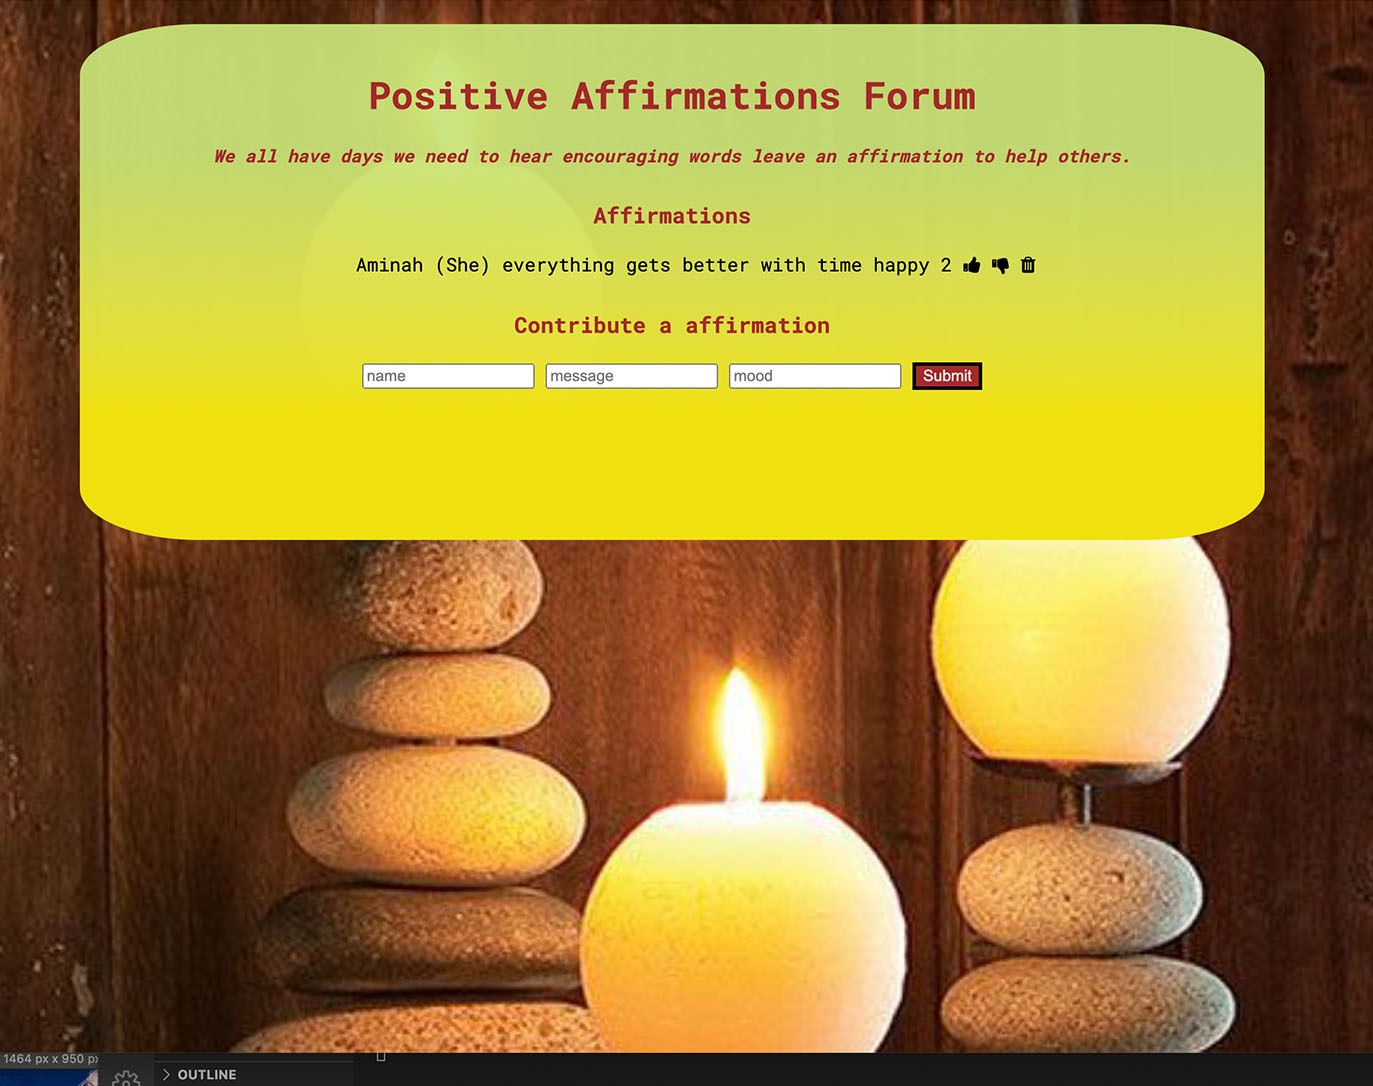 Positive Affirmations Forum
We all have days we need to hear encouraging words leave an affirmation to help others.
Affirmations
Aminah (She) everything gets better with time happy 2
Contribute a affirmation
name message mood Submit
1464 px x 950 px
OUTLINE